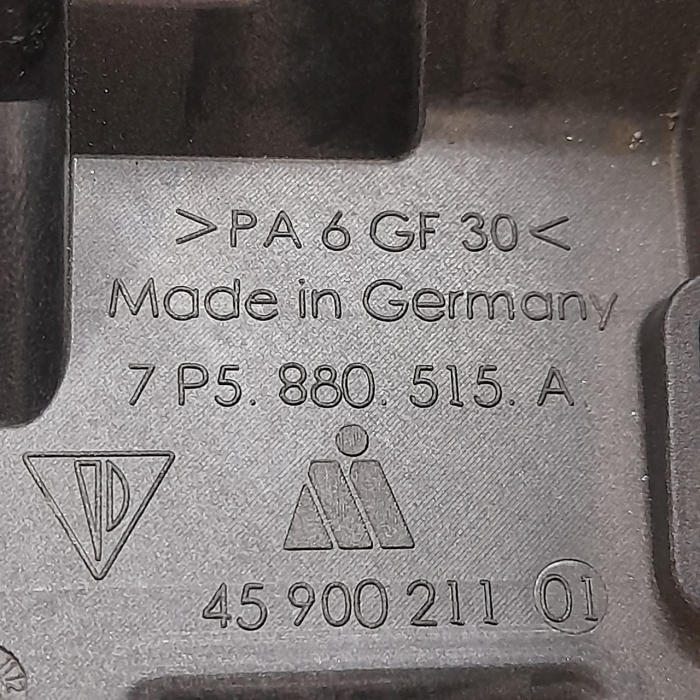 >PA 6 GF 30<
Made in Germany
7 P5. 880. 515. A
45 900 211 01